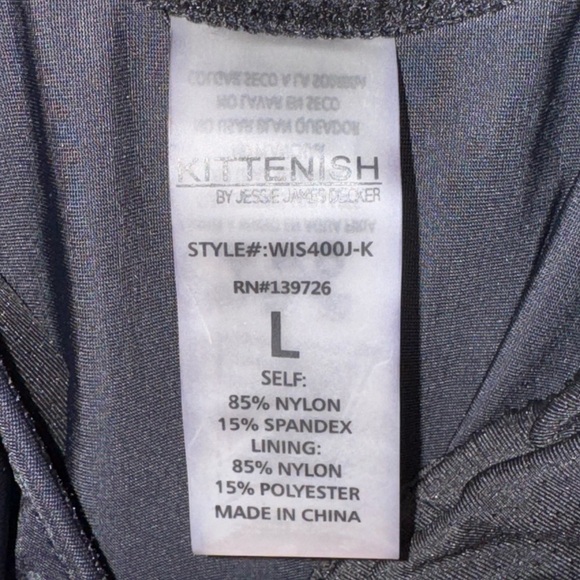 KITTENISH
BY JESSIE JAMES DECKER
STYLE#:WIS400J-K
RN#139726
L
SELF:
85% NYLON
15% SPANDEX
LINING:
85% NYLON
15% POLYESTER
MADE IN CHINA